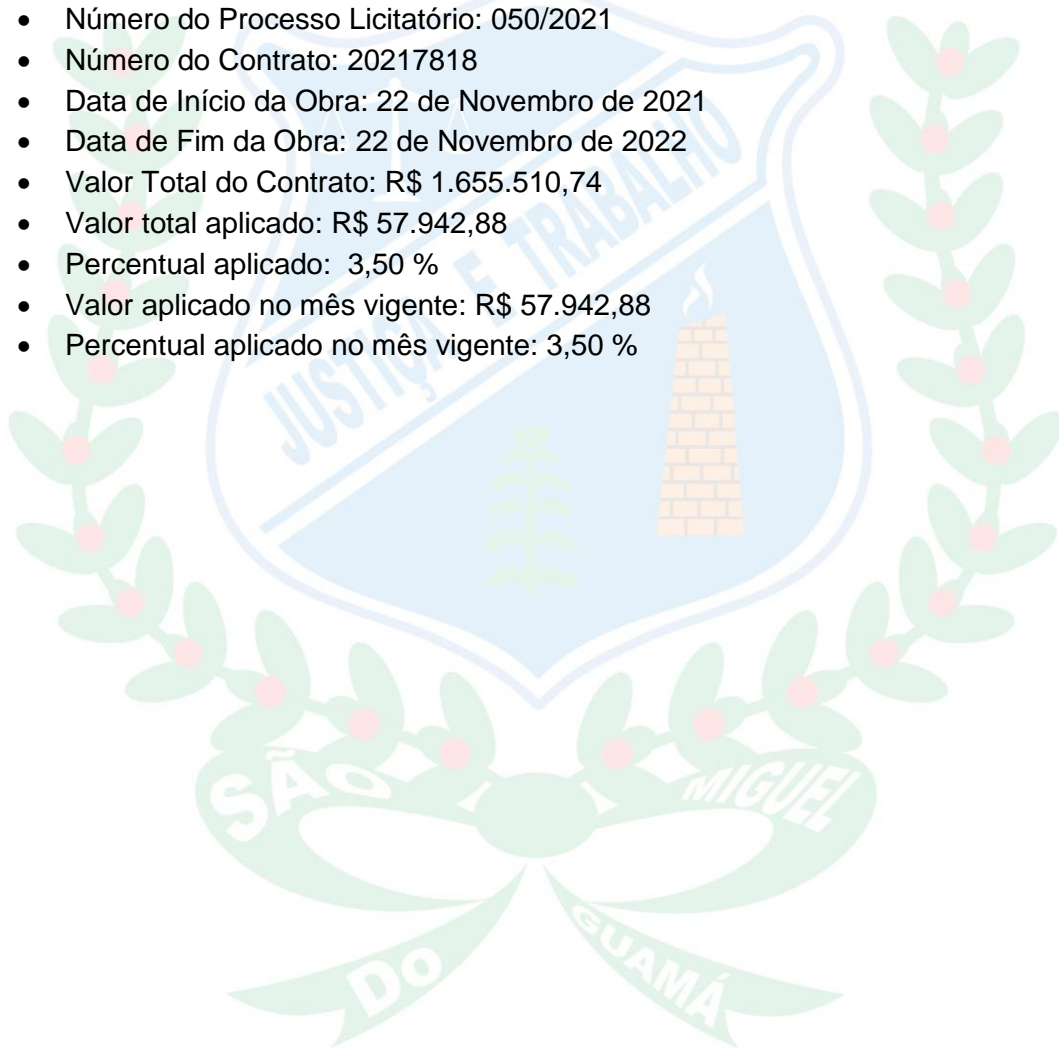 • Número do Processo Licitatório: 050/2021
• Número do Contrato: 20217818
• Data de Início da Obra: 22 de Novembro de 2021
• Data de Fim da Obra: 22 de Novembro de 2022
• Valor Total do Contrato: R$ 1.655.510,74
• Valor total aplicado: R$ 57.942,88
• Percentual aplicado: 3,50 %
• Valor aplicado no mês vigente: R$ 57.942,88
• Percentual aplicado no mês vigente: 3,50 %
JUSTIÇA E TRABALHO
SÃO MIGUEL
DO GUAMÁ